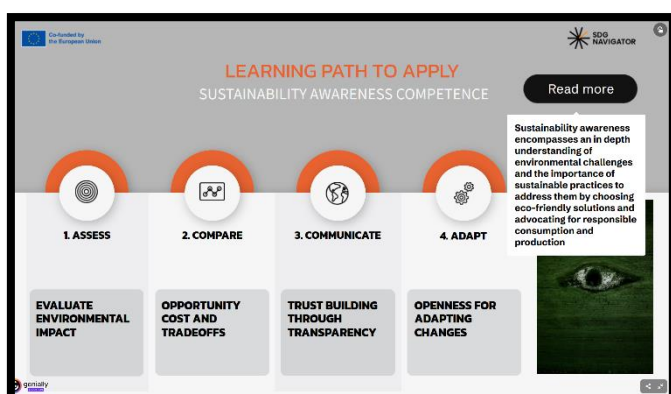 Co-funded by
the European Union
SDG
NAVIGATOR
LEARNING PATH TO APPLY
SUSTAINABILITY AWARENESS COMPETENCE
Read more
Sustainability awareness
encompasses an in depth
understanding of
environmental challenges
and the importance of
sustainable practices to
address them by choosing
eco-friendly solutions and
advocating for responsible
consumption and
production
1. ASSESS
2. COMPARE
3. COMMUNICATE
4. ADAPT
EVALUATE
ENVIRONMENTAL
IMPACT
OPPORTUNITY
COST AND
TRADEOFFS
TRUST BUILDING
THROUGH
TRANSPARENCY
OPENNESS FOR
ADAPTING
CHANGES
genially